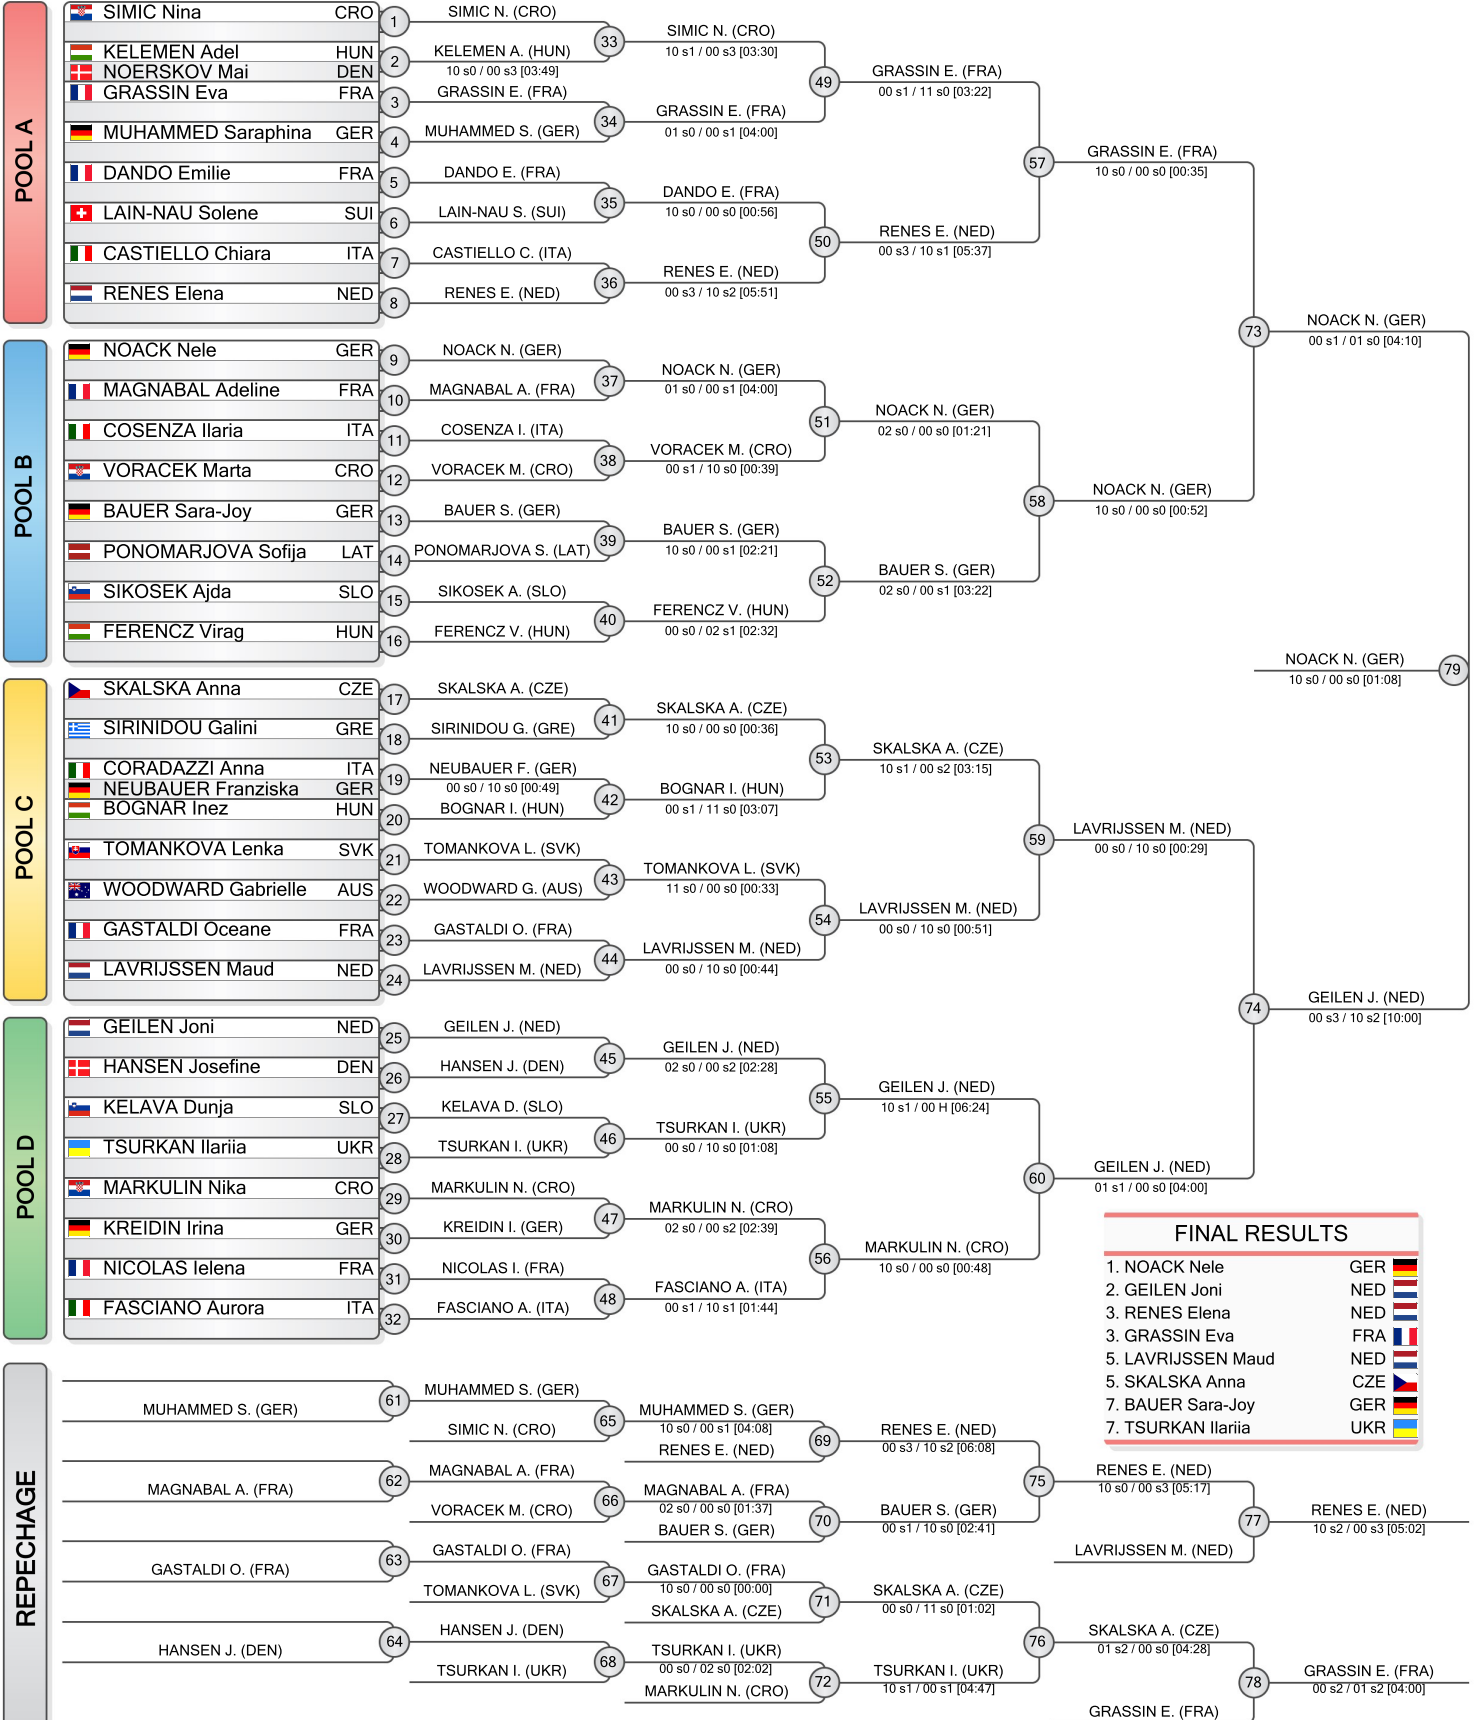 POOL A
SIMIC Nina CRO
KELEMEN Adel HUN
NOERSKOV Mai DEN
GRASSIN Eva FRA
MUHAMMED Saraphina GER
DANDO Emilie FRA
LAIN-NAU Solene SUI
CASTIELLO Chiara ITA
RENES Elena NED
1
2
3
4
5
6
7
8
SIMIC N. (CRO)
KELEMEN A. (HUN)
10 s0 / 00 s3 [03:49]
GRASSIN E. (FRA)
MUHAMMED S. (GER)
DANDO E. (FRA)
LAIN-NAU S. (SUI)
CASTIELLO C. (ITA)
RENES E. (NED)
33
34
35
36
SIMIC N. (CRO)
10 s1 / 00 s3 [03:30]
GRASSIN E. (FRA)
01 s0 / 00 s1 [04:00]
DANDO E. (FRA)
10 s0 / 00 s0 [00:56]
RENES E. (NED)
00 s3 / 10 s2 [05:51]
49
50
GRASSIN E. (FRA)
00 s1 / 11 s0 [03:22]
RENES E. (NED)
00 s3 / 10 s1 [05:37]
57
GRASSIN E. (FRA)
10 s0 / 00 s0 [00:35]
POOL B
NOACK Nele GER
MAGNABAL Adeline FRA
COSENZA Ilaria ITA
VORACEK Marta CRO
BAUER Sara-Joy GER
PONOMARJOVA Sofija LAT
SIKOSEK Ajda SLO
FERENCZ Virag HUN
9
10
11
12
13
14
15
16
NOACK N. (GER)
MAGNABAL A. (FRA)
COSENZA I. (ITA)
VORACEK M. (CRO)
BAUER S. (GER)
PONOMARJOVA S. (LAT)
SIKOSEK A. (SLO)
FERENCZ V. (HUN)
37
38
39
40
NOACK N. (GER)
01 s0 / 00 s1 [04:00]
VORACEK M. (CRO)
00 s1 / 10 s0 [00:39]
BAUER S. (GER)
10 s0 / 00 s1 [02:21]
FERENCZ V. (HUN)
00 s0 / 02 s1 [02:32]
51
52
NOACK N. (GER)
02 s0 / 00 s0 [01:21]
BAUER S. (GER)
02 s0 / 00 s1 [03:22]
58
NOACK N. (GER)
10 s0 / 00 s0 [00:52]
73
NOACK N. (GER)
00 s1 / 01 s0 [04:10]
NOACK N. (GER)
10 s0 / 00 s0 [01:08]
79
POOL C
SKALSKA Anna CZE
SIRINIDOU Galini GRE
CORADAZZI Anna ITA
NEUBAUER Franziska GER
BOGNAR Inez HUN
TOMANKOVA Lenka SVK
WOODWARD Gabrielle AUS
GASTALDI Oceane FRA
LAVRIJSSEN Maud NED
17
18
19
20
21
22
23
24
SKALSKA A. (CZE)
SIRINIDOU G. (GRE)
NEUBAUER F. (GER)
00 s0 / 10 s0 [00:49]
BOGNAR I. (HUN)
TOMANKOVA L. (SVK)
WOODWARD G. (AUS)
GASTALDI O. (FRA)
LAVRIJSSEN M. (NED)
41
42
43
44
SKALSKA A. (CZE)
10 s0 / 00 s0 [00:36]
BOGNAR I. (HUN)
00 s1 / 11 s0 [03:07]
TOMANKOVA L. (SVK)
11 s0 / 00 s0 [00:33]
LAVRIJSSEN M. (NED)
00 s0 / 10 s0 [00:44]
53
54
SKALSKA A. (CZE)
10 s1 / 00 s2 [03:15]
LAVRIJSSEN M. (NED)
00 s0 / 10 s0 [00:51]
59
LAVRIJSSEN M. (NED)
00 s0 / 10 s0 [00:29]
POOL D
GEILEN Joni NED
HANSEN Josefine DEN
KELAVA Dunja SLO
TSURKAN Ilariia UKR
MARKULIN Nika CRO
KREIDIN Irina GER
NICOLAS Ielena FRA
FASCIANO Aurora ITA
25
26
27
28
29
30
31
32
GEILEN J. (NED)
HANSEN J. (DEN)
KELAVA D. (SLO)
TSURKAN I. (UKR)
MARKULIN N. (CRO)
KREIDIN I. (GER)
NICOLAS I. (FRA)
FASCIANO A. (ITA)
45
46
47
48
GEILEN J. (NED)
02 s0 / 00 s2 [02:28]
TSURKAN I. (UKR)
00 s0 / 10 s0 [01:08]
MARKULIN N. (CRO)
02 s0 / 00 s2 [02:39]
FASCIANO A. (ITA)
00 s1 / 10 s1 [01:44]
55
56
GEILEN J. (NED)
10 s1 / 00 H [06:24]
MARKULIN N. (CRO)
10 s0 / 00 s0 [00:48]
60
GEILEN J. (NED)
01 s1 / 00 s0 [04:00]
74
GEILEN J. (NED)
00 s3 / 10 s2 [10:00]
FINAL RESULTS
1. NOACK Nele GER
2. GEILEN Joni NED
3. RENES Elena NED
3. GRASSIN Eva FRA
5. LAVRIJSSEN Maud NED
5. SKALSKA Anna CZE
7. BAUER Sara-Joy GER
7. TSURKAN Ilariia UKR
REPECHAGE
MUHAMMED S. (GER)
MAGNABAL A. (FRA)
GASTALDI O. (FRA)
HANSEN J. (DEN)
61
62
63
64
MUHAMMED S. (GER)
SIMIC N. (CRO)
MAGNABAL A. (FRA)
VORACEK M. (CRO)
GASTALDI O. (FRA)
TOMANKOVA L. (SVK)
HANSEN J. (DEN)
TSURKAN I. (UKR)
65
66
67
68
MUHAMMED S. (GER)
10 s0 / 00 s1 [04:08]
RENES E. (NED)
MAGNABAL A. (FRA)
02 s0 / 00 s0 [01:37]
BAUER S. (GER)
GASTALDI O. (FRA)
10 s0 / 00 s0 [00:00]
SKALSKA A. (CZE)
TSURKAN I. (UKR)
00 s0 / 02 s0 [02:02]
MARKULIN N. (CRO)
69
70
71
72
RENES E. (NED)
00 s3 / 10 s2 [06:08]
BAUER S. (GER)
00 s1 / 10 s0 [02:41]
SKALSKA A. (CZE)
00 s0 / 11 s0 [01:02]
TSURKAN I. (UKR)
10 s1 / 00 s1 [04:47]
75
76
RENES E. (NED)
10 s0 / 00 s3 [05:17]
LAVRIJSSEN M. (NED)
SKALSKA A. (CZE)
01 s2 / 00 s0 [04:28]
GRASSIN E. (FRA)
77
78
RENES E. (NED)
10 s2 / 00 s3 [05:02]
GRASSIN E. (FRA)
00 s2 / 01 s2 [04:00]